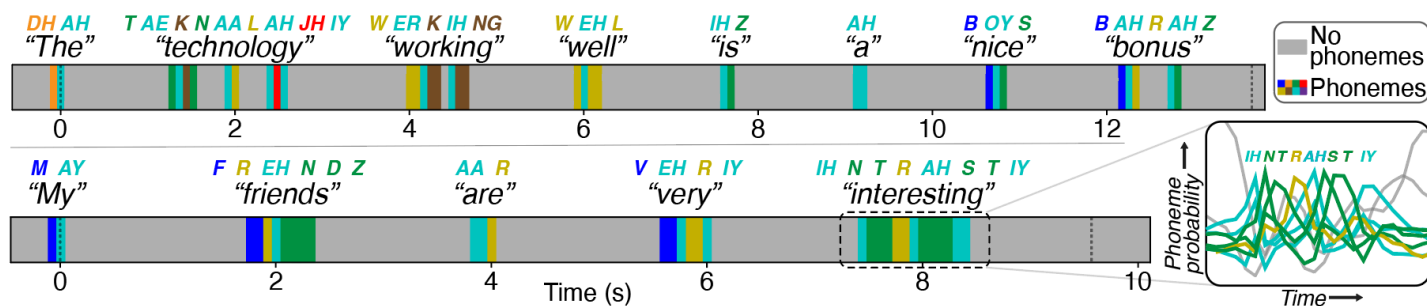 DH AH T AE K N AA L AH JH IY W ER K IH NG W EH L IH Z AH B OY S B AH R AH Z
"The" "technology" "working" "well" "is" "a" "nice" "bonus"
No phonemes
Phonemes
0 2 4 6 8 10 12
M AY F R EH N D Z AA R V EH R IY IH N T R AH S T IY
"My" "friends" "are" "very" "interesting"
0 2 4 6 8 10
Time (s)
Phoneme probability
IH N T R AH S T IY
Time